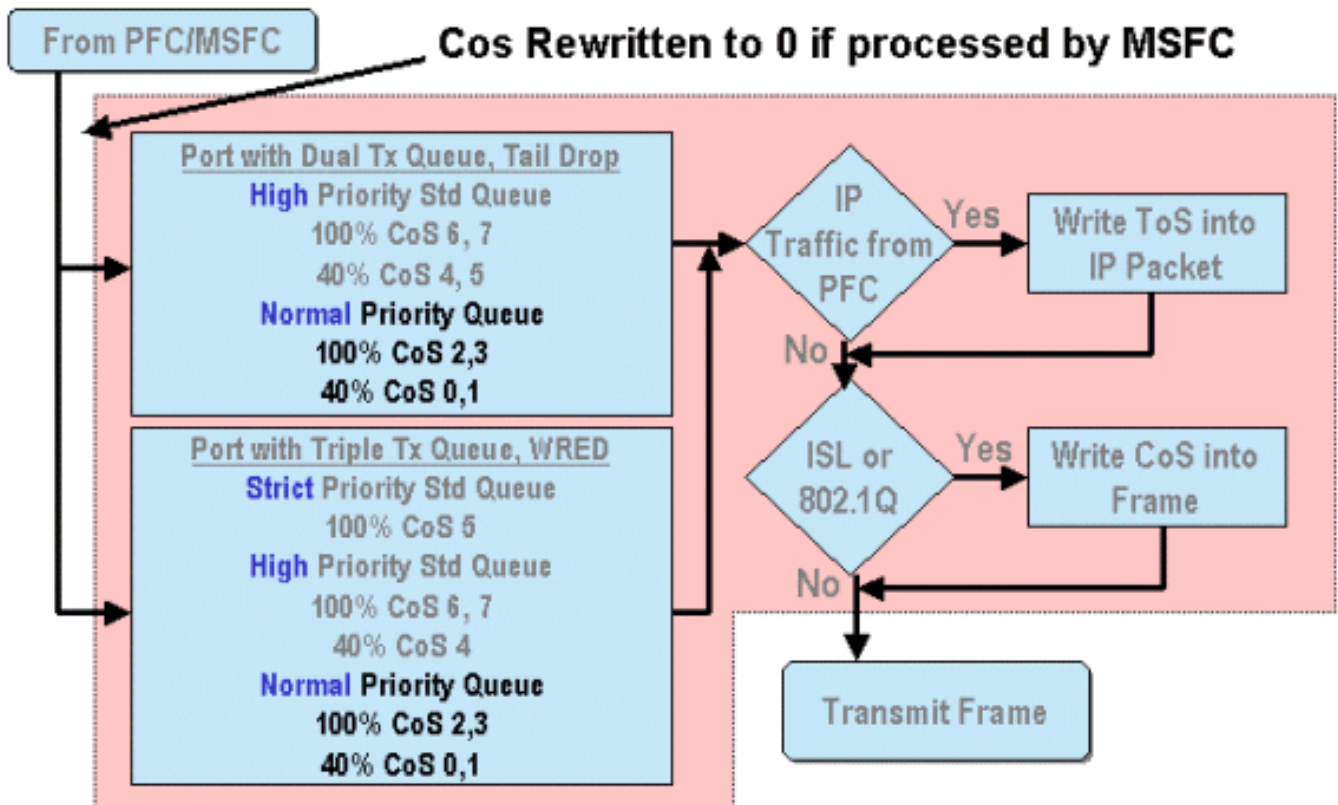 From PFC/MSFC
Cos Rewritten to 0 if processed by MSFC
Port with Dual Tx Queue, Tail Drop
High Priority Std Queue
100% CoS 6, 7
40% CoS 4, 5
Normal Priority Queue
100% CoS 2,3
40% CoS 0,1
Port with Triple Tx Queue, WRED
Strict Priority Std Queue
100% CoS 5
High Priority Std Queue
100% CoS 6, 7
40% CoS 4
Normal Priority Queue
100% CoS 2,3
40% CoS 0,1
IP
Traffic from
PFC
Yes
Write ToS into
IP Packet
No
ISL or
802.1Q
Yes
Write CoS into
Frame
No
Transmit Frame